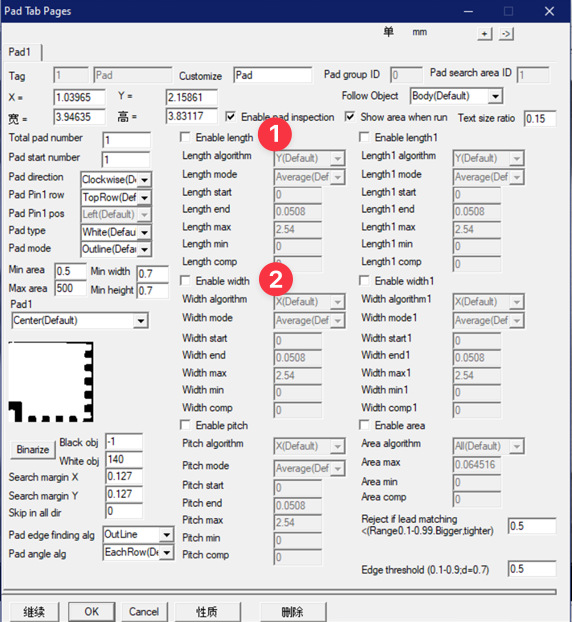 Pad Tab Pages
单 mm + ->
Pad1
Tag 1 Pad Customize Pad Pad group ID 0 Pad search area ID 1
X = 1.03965 Y = 2.15861 Follow Object Body(Default)
宽 = 3.94635 高 = 3.83117 Enable pad inspection Show area when run Text size ratio 0.15
Total pad number 1 Enable length 1 Enable length1
Pad start number 1 Length algorithm Y(Default) Length1 algorithm Y(Default)
Pad direction Clockwise(De Length mode Average(Def Length1 mode Average(Def
Pad Pin1 row TopRow(Def Length start 0 Length1 start 0
Pad Pin1 pos Left(Default) Length end 0.0508 Length1 end 0.0508
Pad type White(Defau Length max 2.54 Length1 max 2.54
Pad mode Outline(Defau Length min 0 Length1 min 0
Length comp Length1 comp 0
Min area 0.5 Min width 0.7 Enable width 2 Enable width1
Max area 500 Min height 0.7 Width algorithm X(Default) Width algorithm1 X(Default)
Pad1
Center(Default) Width mode Average(Def Width mode1 Average(Def
Width start 0 Width start1 0
Width end 0.0508 Width end1 0.0508
Width max 2.54 Width max1 2.54
Width min 0 Width min1 0
Width comp 0 Width comp1 0
Enable pitch Enable area
Binarize Black obj -1 Pitch algorithm X(Default) Area algorithm All(Default)
White obj 140 Pitch mode Average(Def Area max 0.064516
Search margin X 0.127 Pitch start 0 Area min 0
Search margin Y 0.127 Pitch end 0.0508 Area comp 0
Skip in all dir 0 Pitch max 2.54 Reject if lead matching
<(Range0.1-0.99.Bigger,tighter) 0.5
Pad edge finding alg OutLine Pitch min 0
Pad angle alg EachRow(De Pitch comp 0 Edge threshold (0.1-0.9;d=0.7) 0.5
继续 OK Cancel 性质 删除